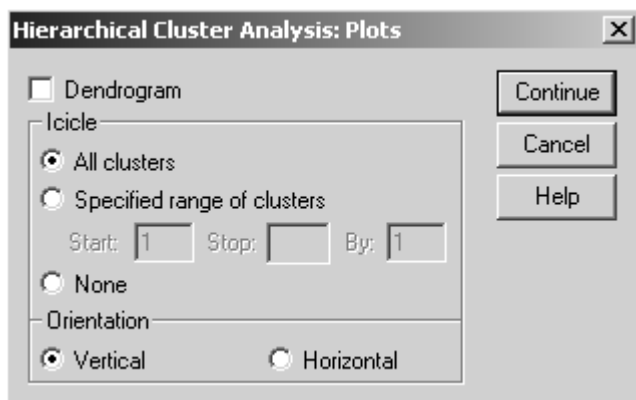 Hierarchical Cluster Analysis: Plots
Dendrogram
Continue
Icicle
All clusters
Cancel
Specified range of clusters
Help
Start: 1 Stop: By: 1
None
Orientation
Vertical Horizontal